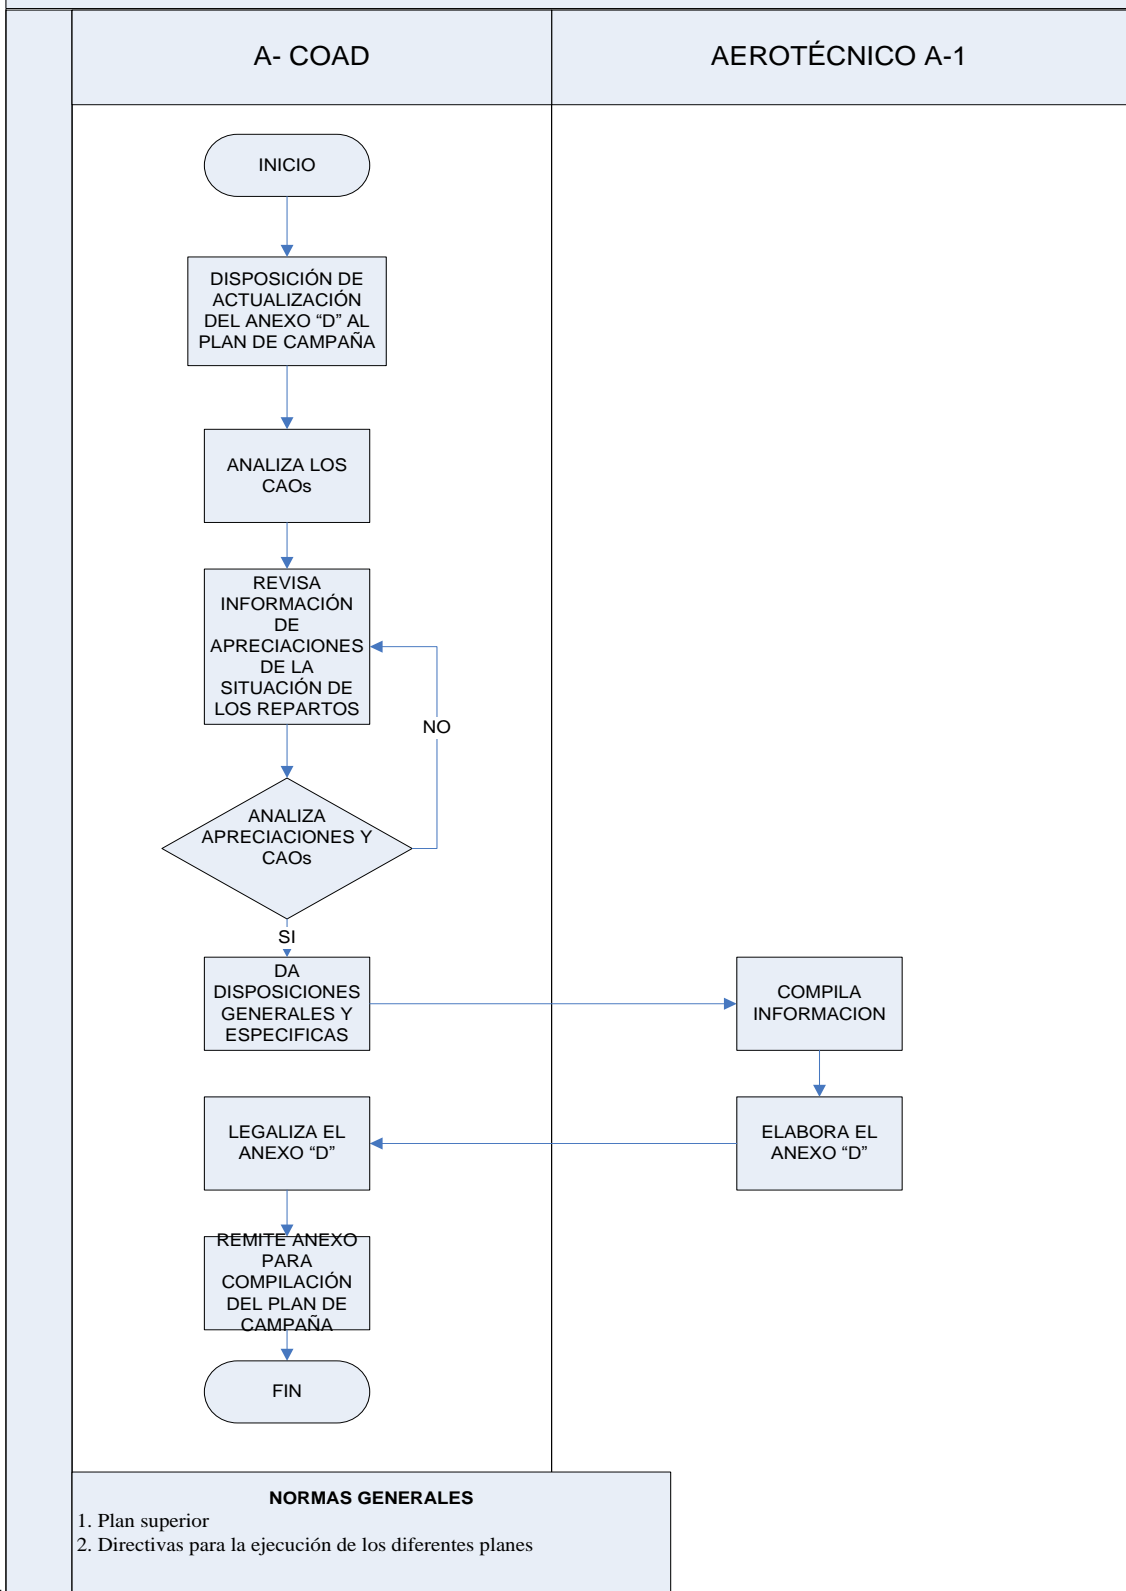 A- COAD
AEROTÉCNICO A-1
INICIO
DISPOSICIÓN DE
ACTUALIZACIÓN
DEL ANEXO “D” AL
PLAN DE CAMPAÑA
ANALIZA LOS
CAOs
REVISA
INFORMACIÓN
DE
APRECIACIONES
DE LA
SITUACIÓN DE
LOS REPARTOS
NO
ANALIZA
APRECIACIONES Y
CAOs
SI
DA
DISPOSICIONES
GENERALES Y
ESPECIFICAS
COMPILA
INFORMACION
ELABORA EL
ANEXO “D”
LEGALIZA EL
ANEXO “D”
REMITE ANEXO
PARA
COMPILACIÓN
DEL PLAN DE
CAMPAÑA
FIN
NORMAS GENERALES
1. Plan superior
2. Directivas para la ejecución de los diferentes planes